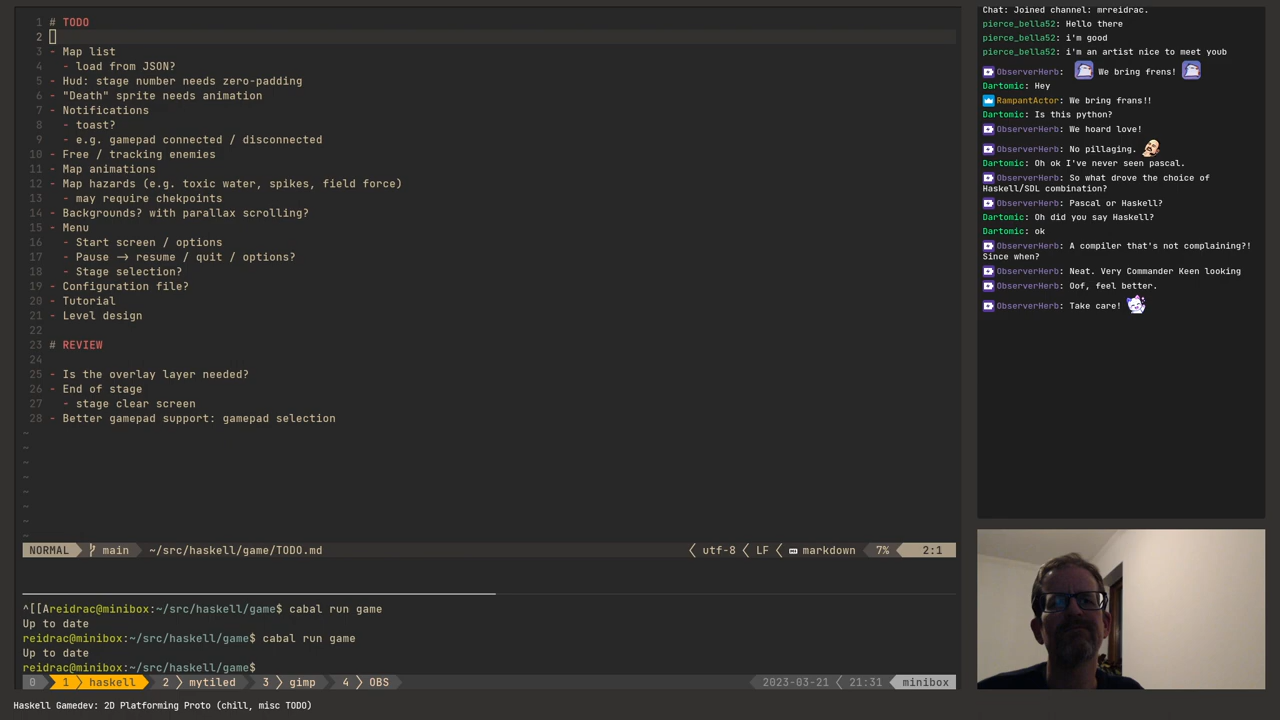 1 # TODO
2
3 - Map list
4   - load from JSON?
5 - Hud: stage number needs zero-padding
6 - "Death" sprite needs animation
7 - Notifications
8   - toast?
9   - e.g. gamepad connected / disconnected
10 - Free / tracking enemies
11 - Map animations
12 - Map hazards (e.g. toxic water, spikes, field force)
13   - may require chekpoints
14 - Backgrounds? with parallax scrolling?
15 - Menu
16   - Start screen / options
17   - Pause → resume / quit / options?
18   - Stage selection?
19 - Configuration file?
20 - Tutorial
21 - Level design
22
23 # REVIEW
24
25 - Is the overlay layer needed?
26 - End of stage
27   - stage clear screen
28 - Better gamepad support: gamepad selection
~
~
~
~
~
~
~
~
NORMAL main ~/src/haskell/game/TODO.md utf-8 LF markdown 7% 2:1
^[[Areidrac@minibox:~/src/haskell/game$ cabal run game
Up to date
reidrac@minibox:~/src/haskell/game$ cabal run game
Up to date
reidrac@minibox:~/src/haskell/game$
0 1 haskell 2 mytiled 3 gimp 4 OBS 2023-03-21 21:31 minibox
Haskell Gamedev: 2D Platforming Proto (chill, misc TODO)
Chat: Joined channel: mrreidrac.
pierce_bella52: Hello there
pierce_bella52: i'm good
pierce_bella52: i'm an artist nice to meet youb
ObserverHerb: We bring frens!
Dartomic: Hey
RampantActor: We bring frans!!
Dartomic: Is this python?
ObserverHerb: We hoard love!
ObserverHerb: No pillaging.
Dartomic: Oh ok I've never seen pascal.
ObserverHerb: So what drove the choice of
Haskell/SDL combination?
ObserverHerb: Pascal or Haskell?
Dartomic: Oh did you say Haskell?
Dartomic: ok
ObserverHerb: A compiler that's not complaining?!
Since when?
ObserverHerb: Neat. Very Commander Keen looking
ObserverHerb: Oof, feel better.
ObserverHerb: Take care!